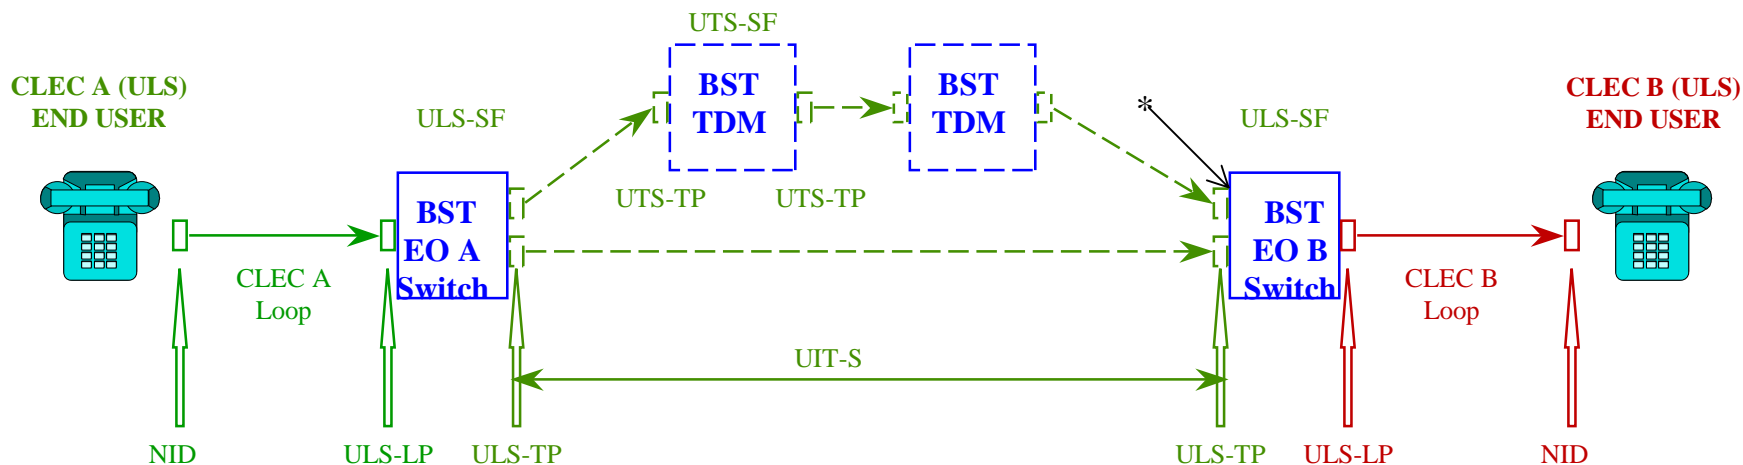 UTS-SF
CLEC A (ULS)
END USER
BST
TDM
BST
TDM
CLEC B (ULS)
END USER
ULS-SF
*
ULS-SF
UTS-TP
UTS-TP
BST
EO A
Switch
BST
EO B
Switch
CLEC A
Loop
CLEC B
Loop
UIT-S
NID
ULS-LP
ULS-TP
ULS-TP
ULS-LP
NID